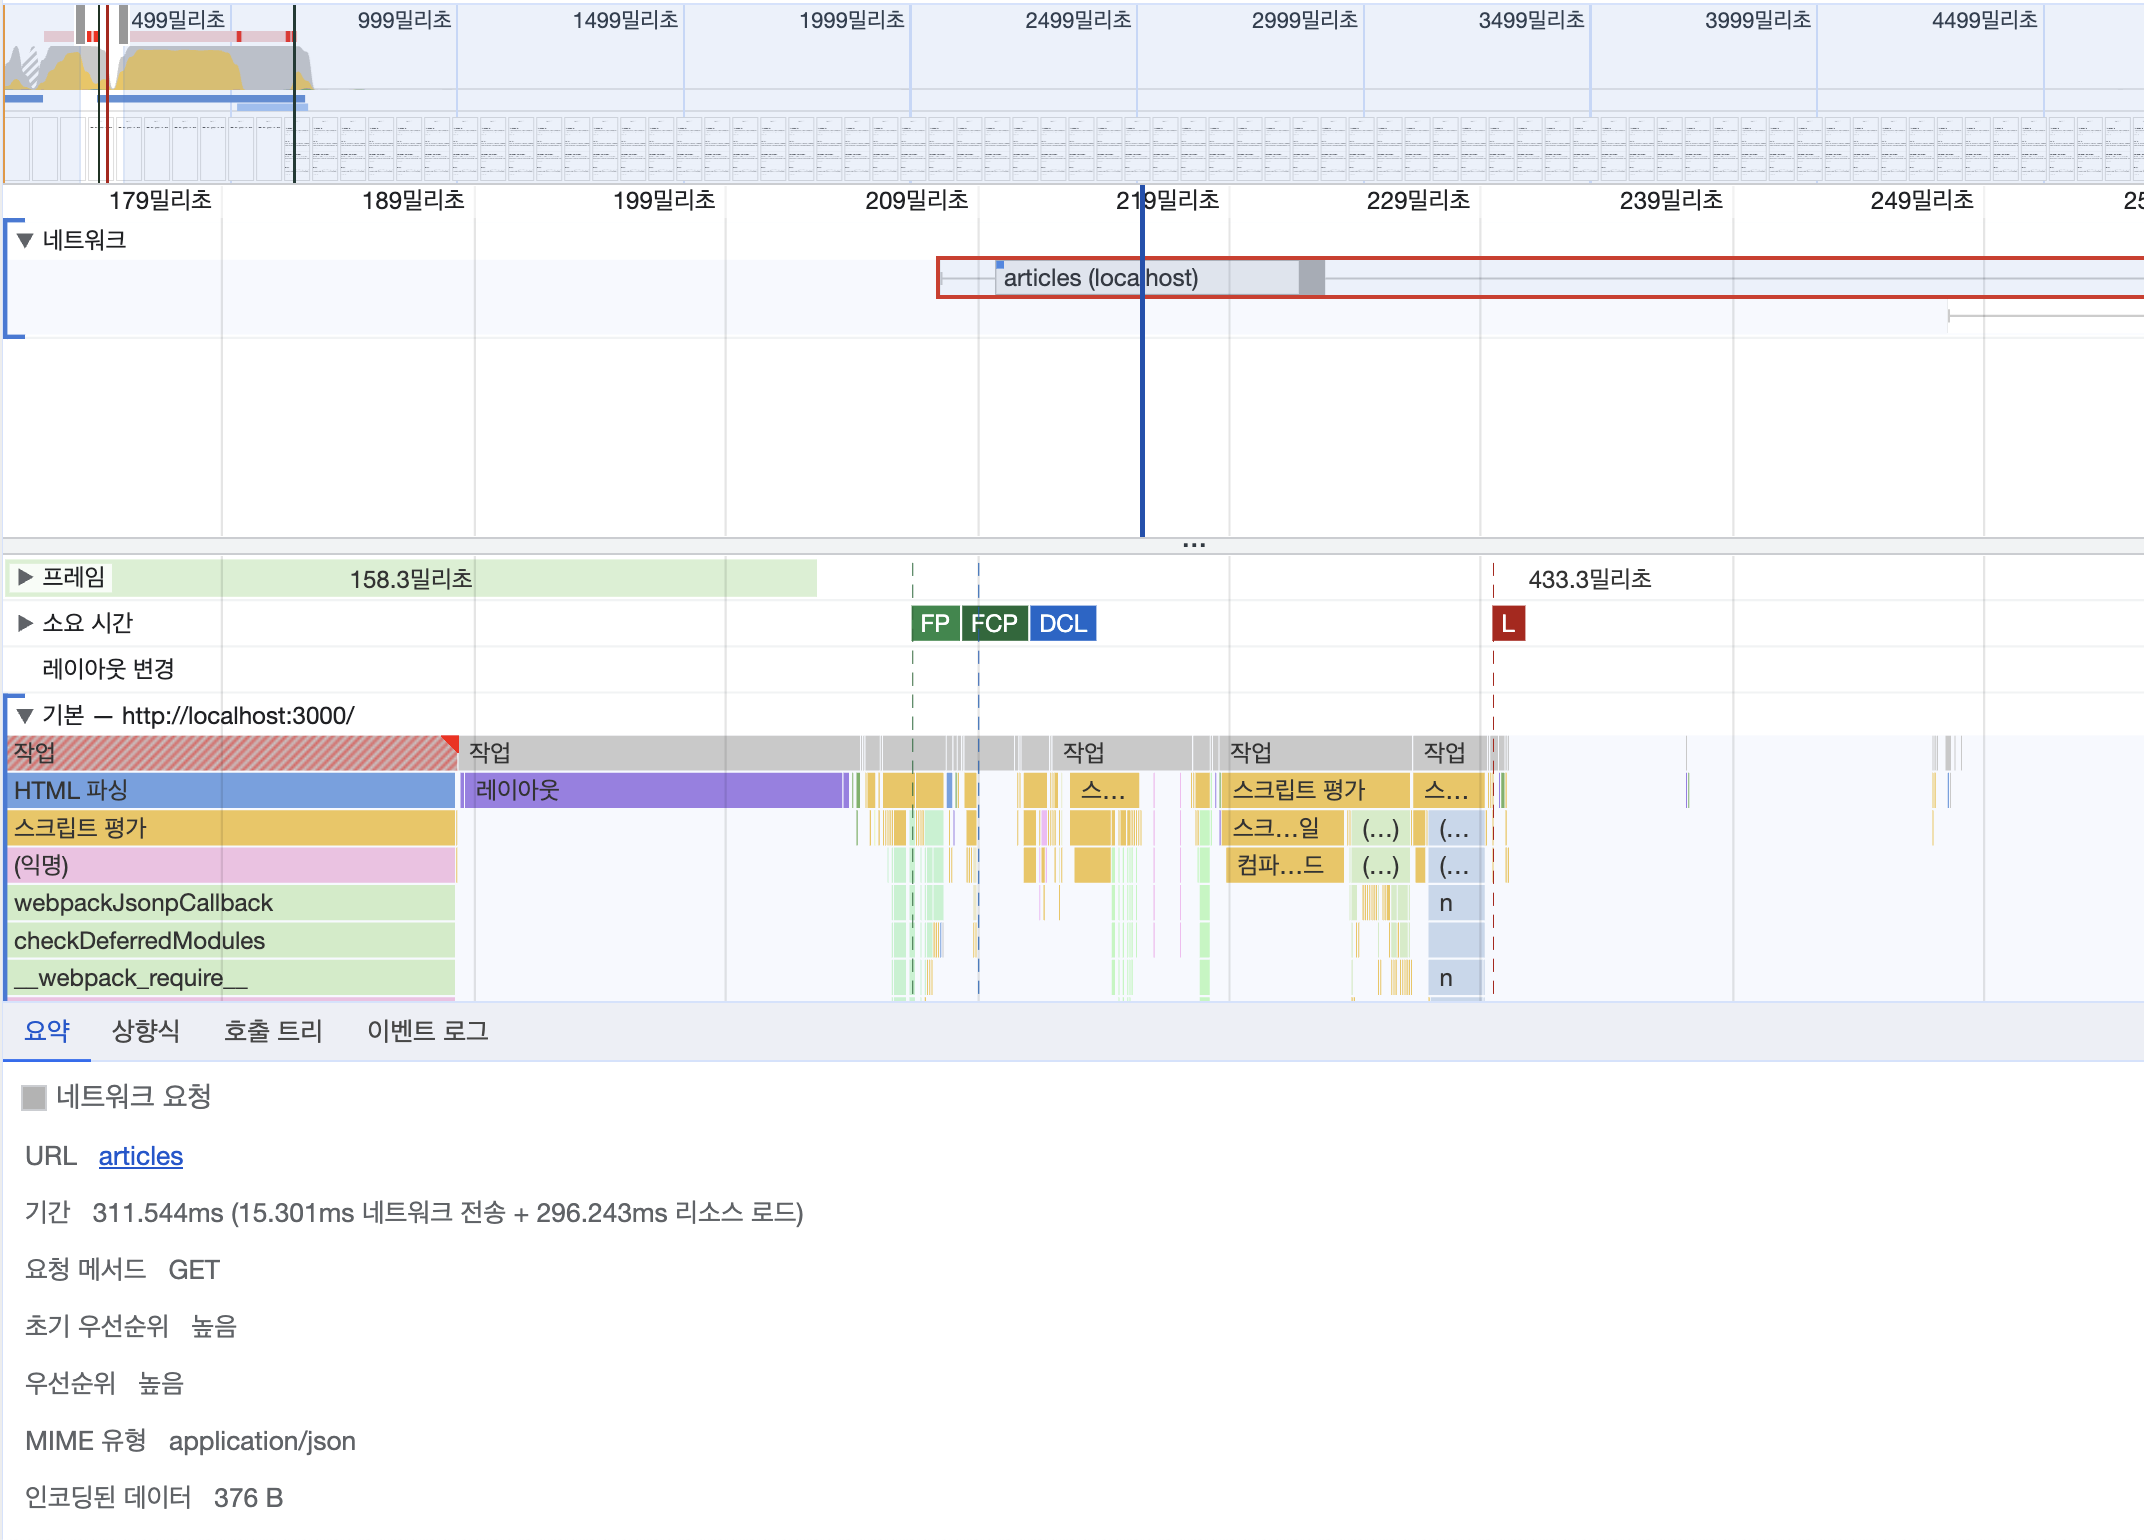 499밀리초 999밀리초 1499밀리초 1999밀리초 2499밀리초 2999밀리초 3499밀리초 3999밀리초 4499밀리초
179밀리초 189밀리초 199밀리초 209밀리초 219밀리초 229밀리초 239밀리초 249밀리초 25
▼ 네트워크
articles (localhost)
...
▶ 프레임 158.3밀리초 433.3밀리초
▶ 소요 시간 FP FCP DCL L
레이아웃 변경
▼ 기본 — http://localhost:3000/
작업 작업 작업 작업 작업
HTML 파싱 레이아웃 스... 스크립트 평가 스...
스크립트 평가 스크...일 (...) (...
(익명) 컴파...드 (...) (...
webpackJsonpCallback n
checkDeferredModules
__webpack_require__ n
요약 상향식 호출 트리 이벤트 로그
네트워크 요청
URL articles
기간 311.544ms (15.301ms 네트워크 전송 + 296.243ms 리소스 로드)
요청 메서드 GET
초기 우선순위 높음
우선순위 높음
MIME 유형 application/json
인코딩된 데이터 376 B